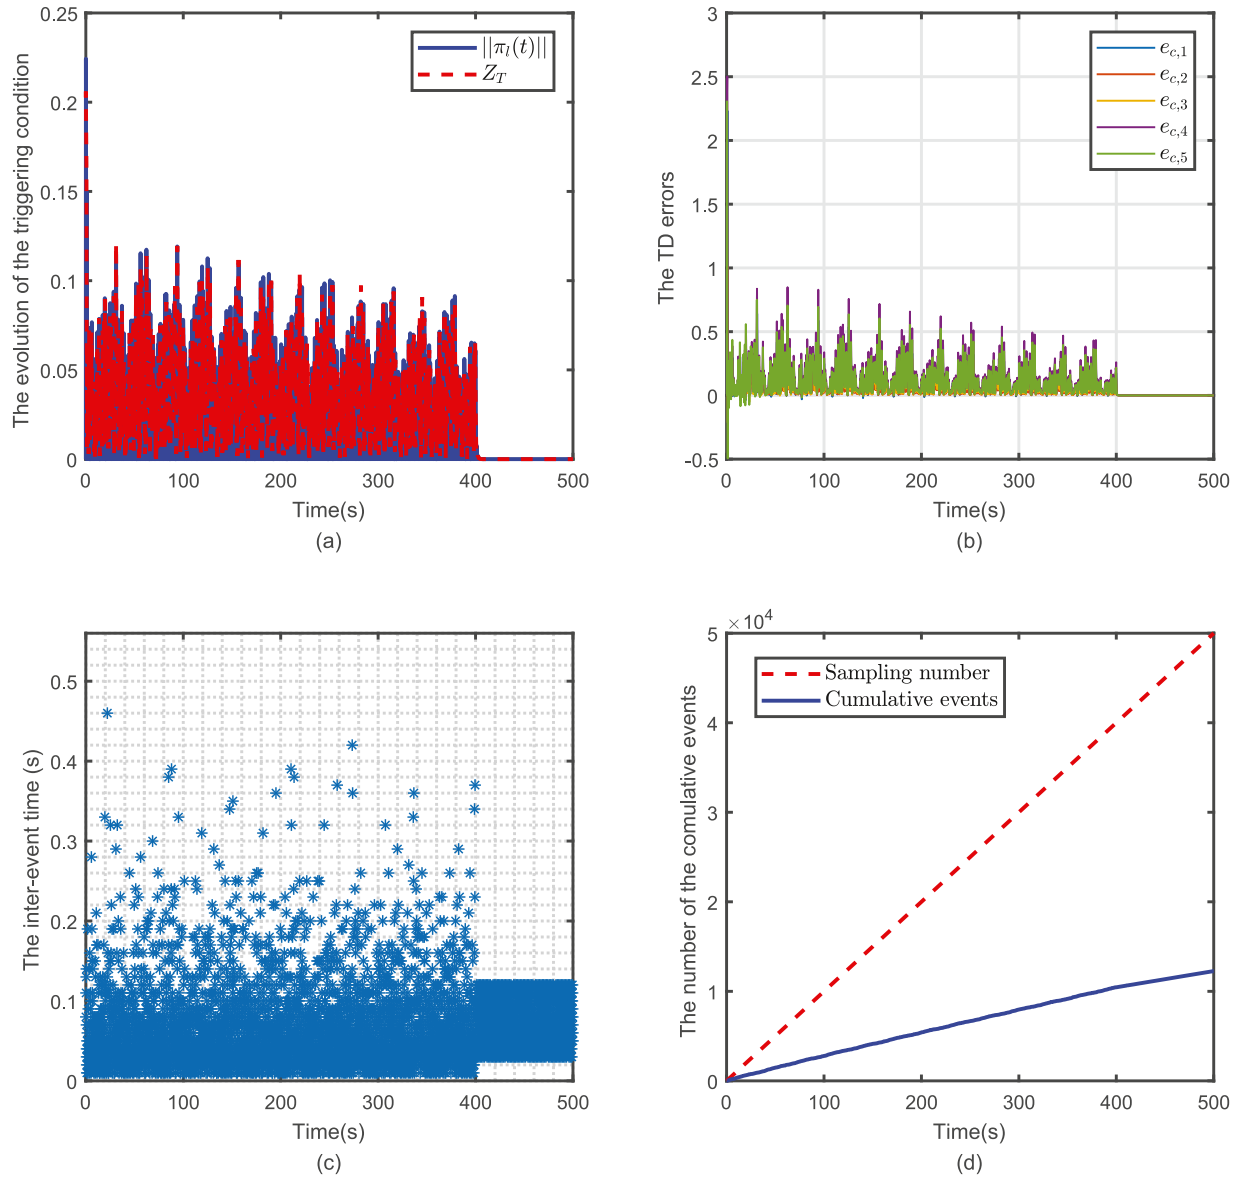 The evolution of the triggering condition
0.25
0.2
0.15
0.1
0.05
0
||π_l(t)||
Z_T
0 100 200 300 400 500
Time(s)
(a)
The TD errors
3
2.5
2
1.5
1
0.5
0
-0.5
e_{c,1}
e_{c,2}
e_{c,3}
e_{c,4}
e_{c,5}
0 100 200 300 400 500
Time(s)
(b)
The inter-event time (s)
0.5
0.4
0.3
0.2
0.1
0
0 100 200 300 400 500
Time(s)
(c)
The number of the comulative events
×10^4
5
4
3
2
1
0
Sampling number
Cumulative events
0 100 200 300 400 500
Time(s)
(d)